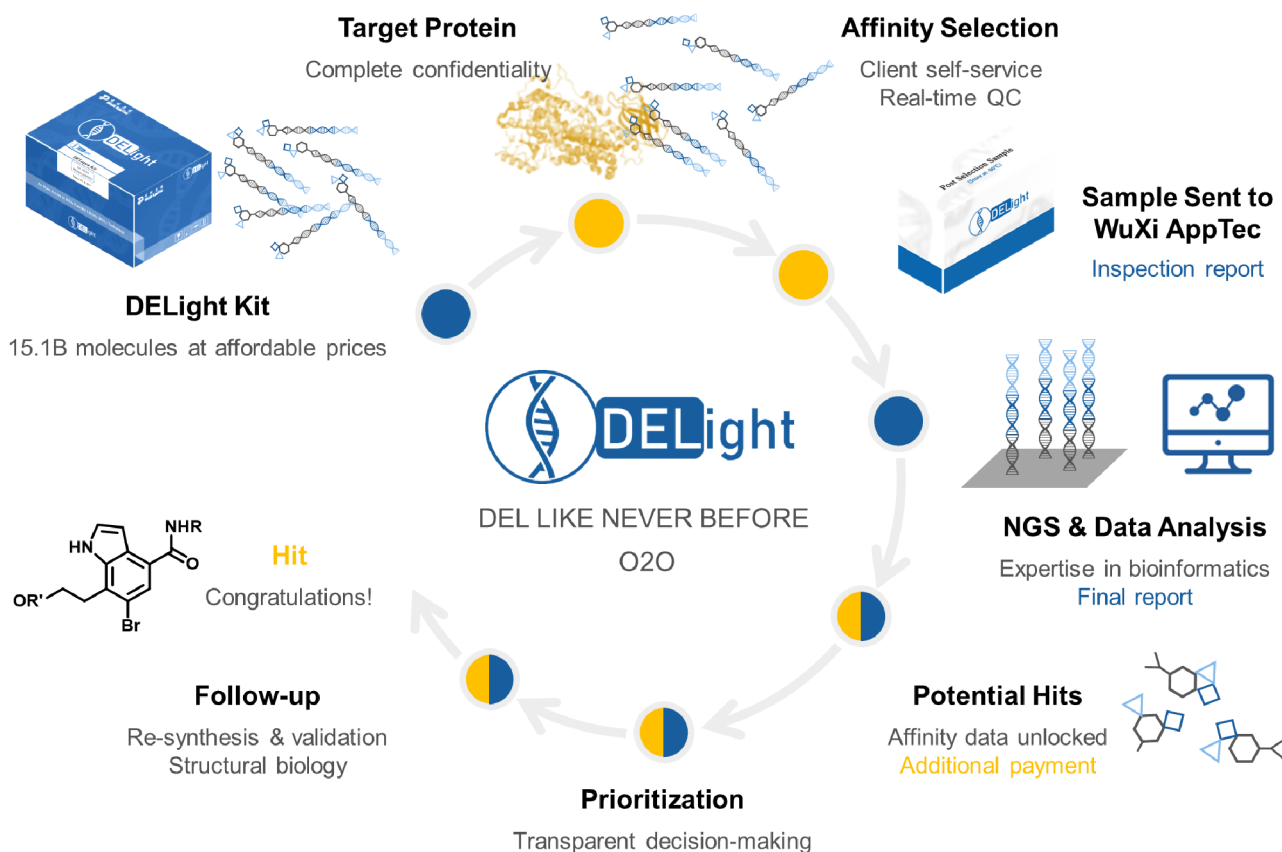 Target Protein
Complete confidentiality
Affinity Selection
Client self-service
Real-time QC
DELight
DELight
Post Selection Sample
DELight
Sample Sent to
WuXi AppTec
Inspection report
DELight Kit
15.1B molecules at affordable prices
DELight
DEL LIKE NEVER BEFORE
O2O
NGS & Data Analysis
Expertise in bioinformatics
Final report
NHR
HN
O
OR'
Br
Hit
Congratulations!
Follow-up
Re-synthesis & validation
Structural biology
Potential Hits
Affinity data unlocked
Additional payment
Prioritization
Transparent decision-making